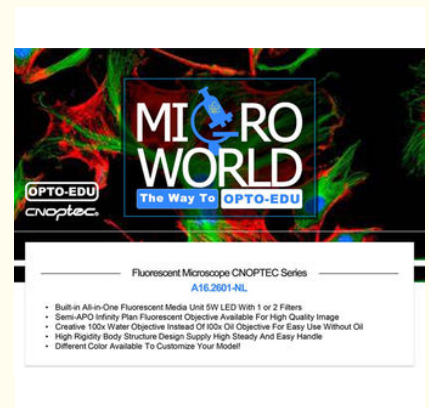 MICRO
WORLD
The Way To OPTO-EDU
OPTO-EDU
CNOPTEC
Fluorescent Microscope CNOPTEC Series
A16.2601-NL
• Built-in All-in-One Fluorescent Media Unit 5W LED With 1 or 2 Filters
• Semi-APO Infinity Plan Fluorescent Objective Available For High Quality Image
• Creative 100x Water Objective Instead Of I00x Oil Objective For Easy Use Without Oil
• High Rigidity Body Structure Design Supply High Steady And Easy Handle
• Different Color Available To Customize Your Model!